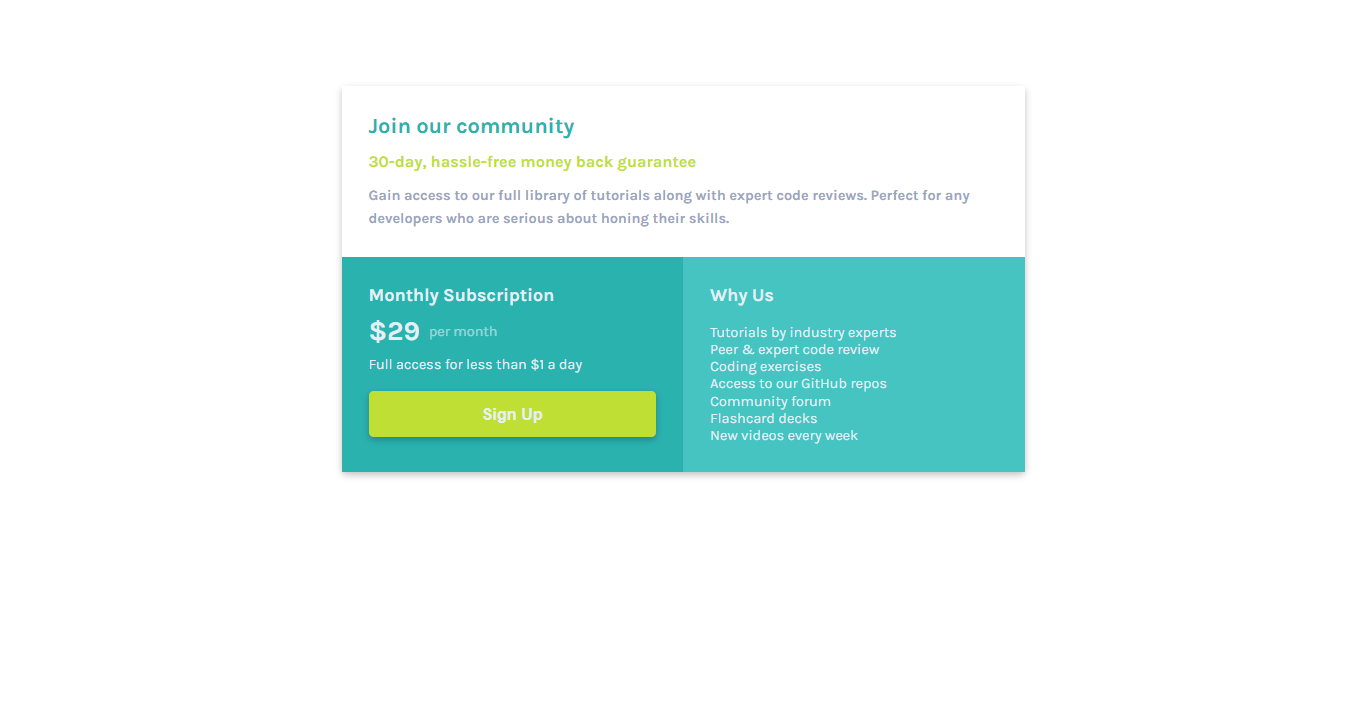 Join our community
30-day, hassle-free money back guarantee
Gain access to our full library of tutorials along with expert code reviews. Perfect for any
developers who are serious about honing their skills.
Monthly Subscription
$29 per month
Full access for less than $1 a day
Sign Up
Why Us
Tutorials by industry experts
Peer & expert code review
Coding exercises
Access to our GitHub repos
Community forum
Flashcard decks
New videos every week